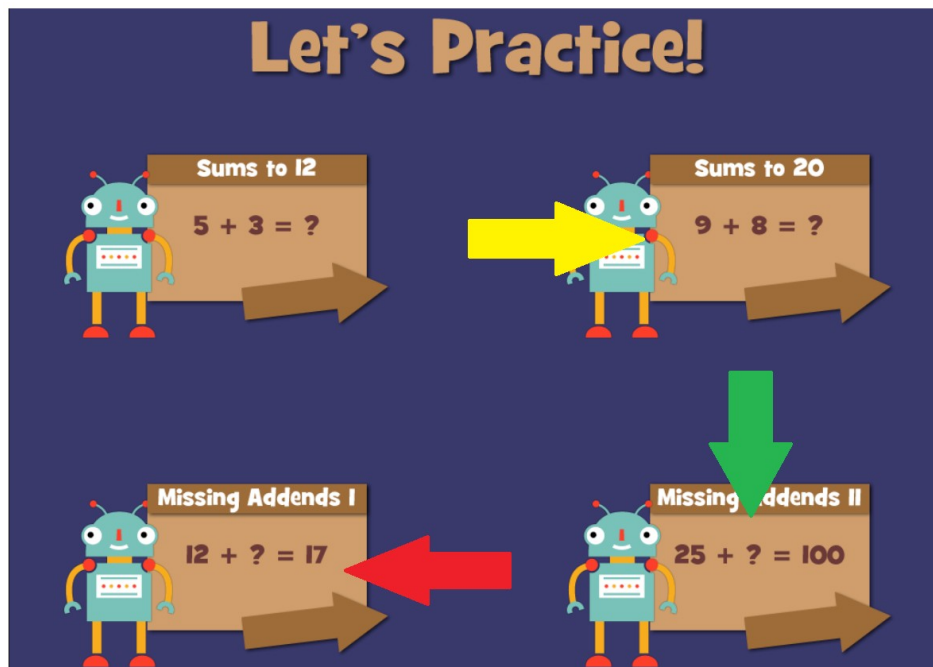 Let's Practice!
Sums to 12
5 + 3 = ?
Sums to 20
9 + 8 = ?
Missing Addends I
12 + ? = 17
Missing Addends II
25 + ? = 100